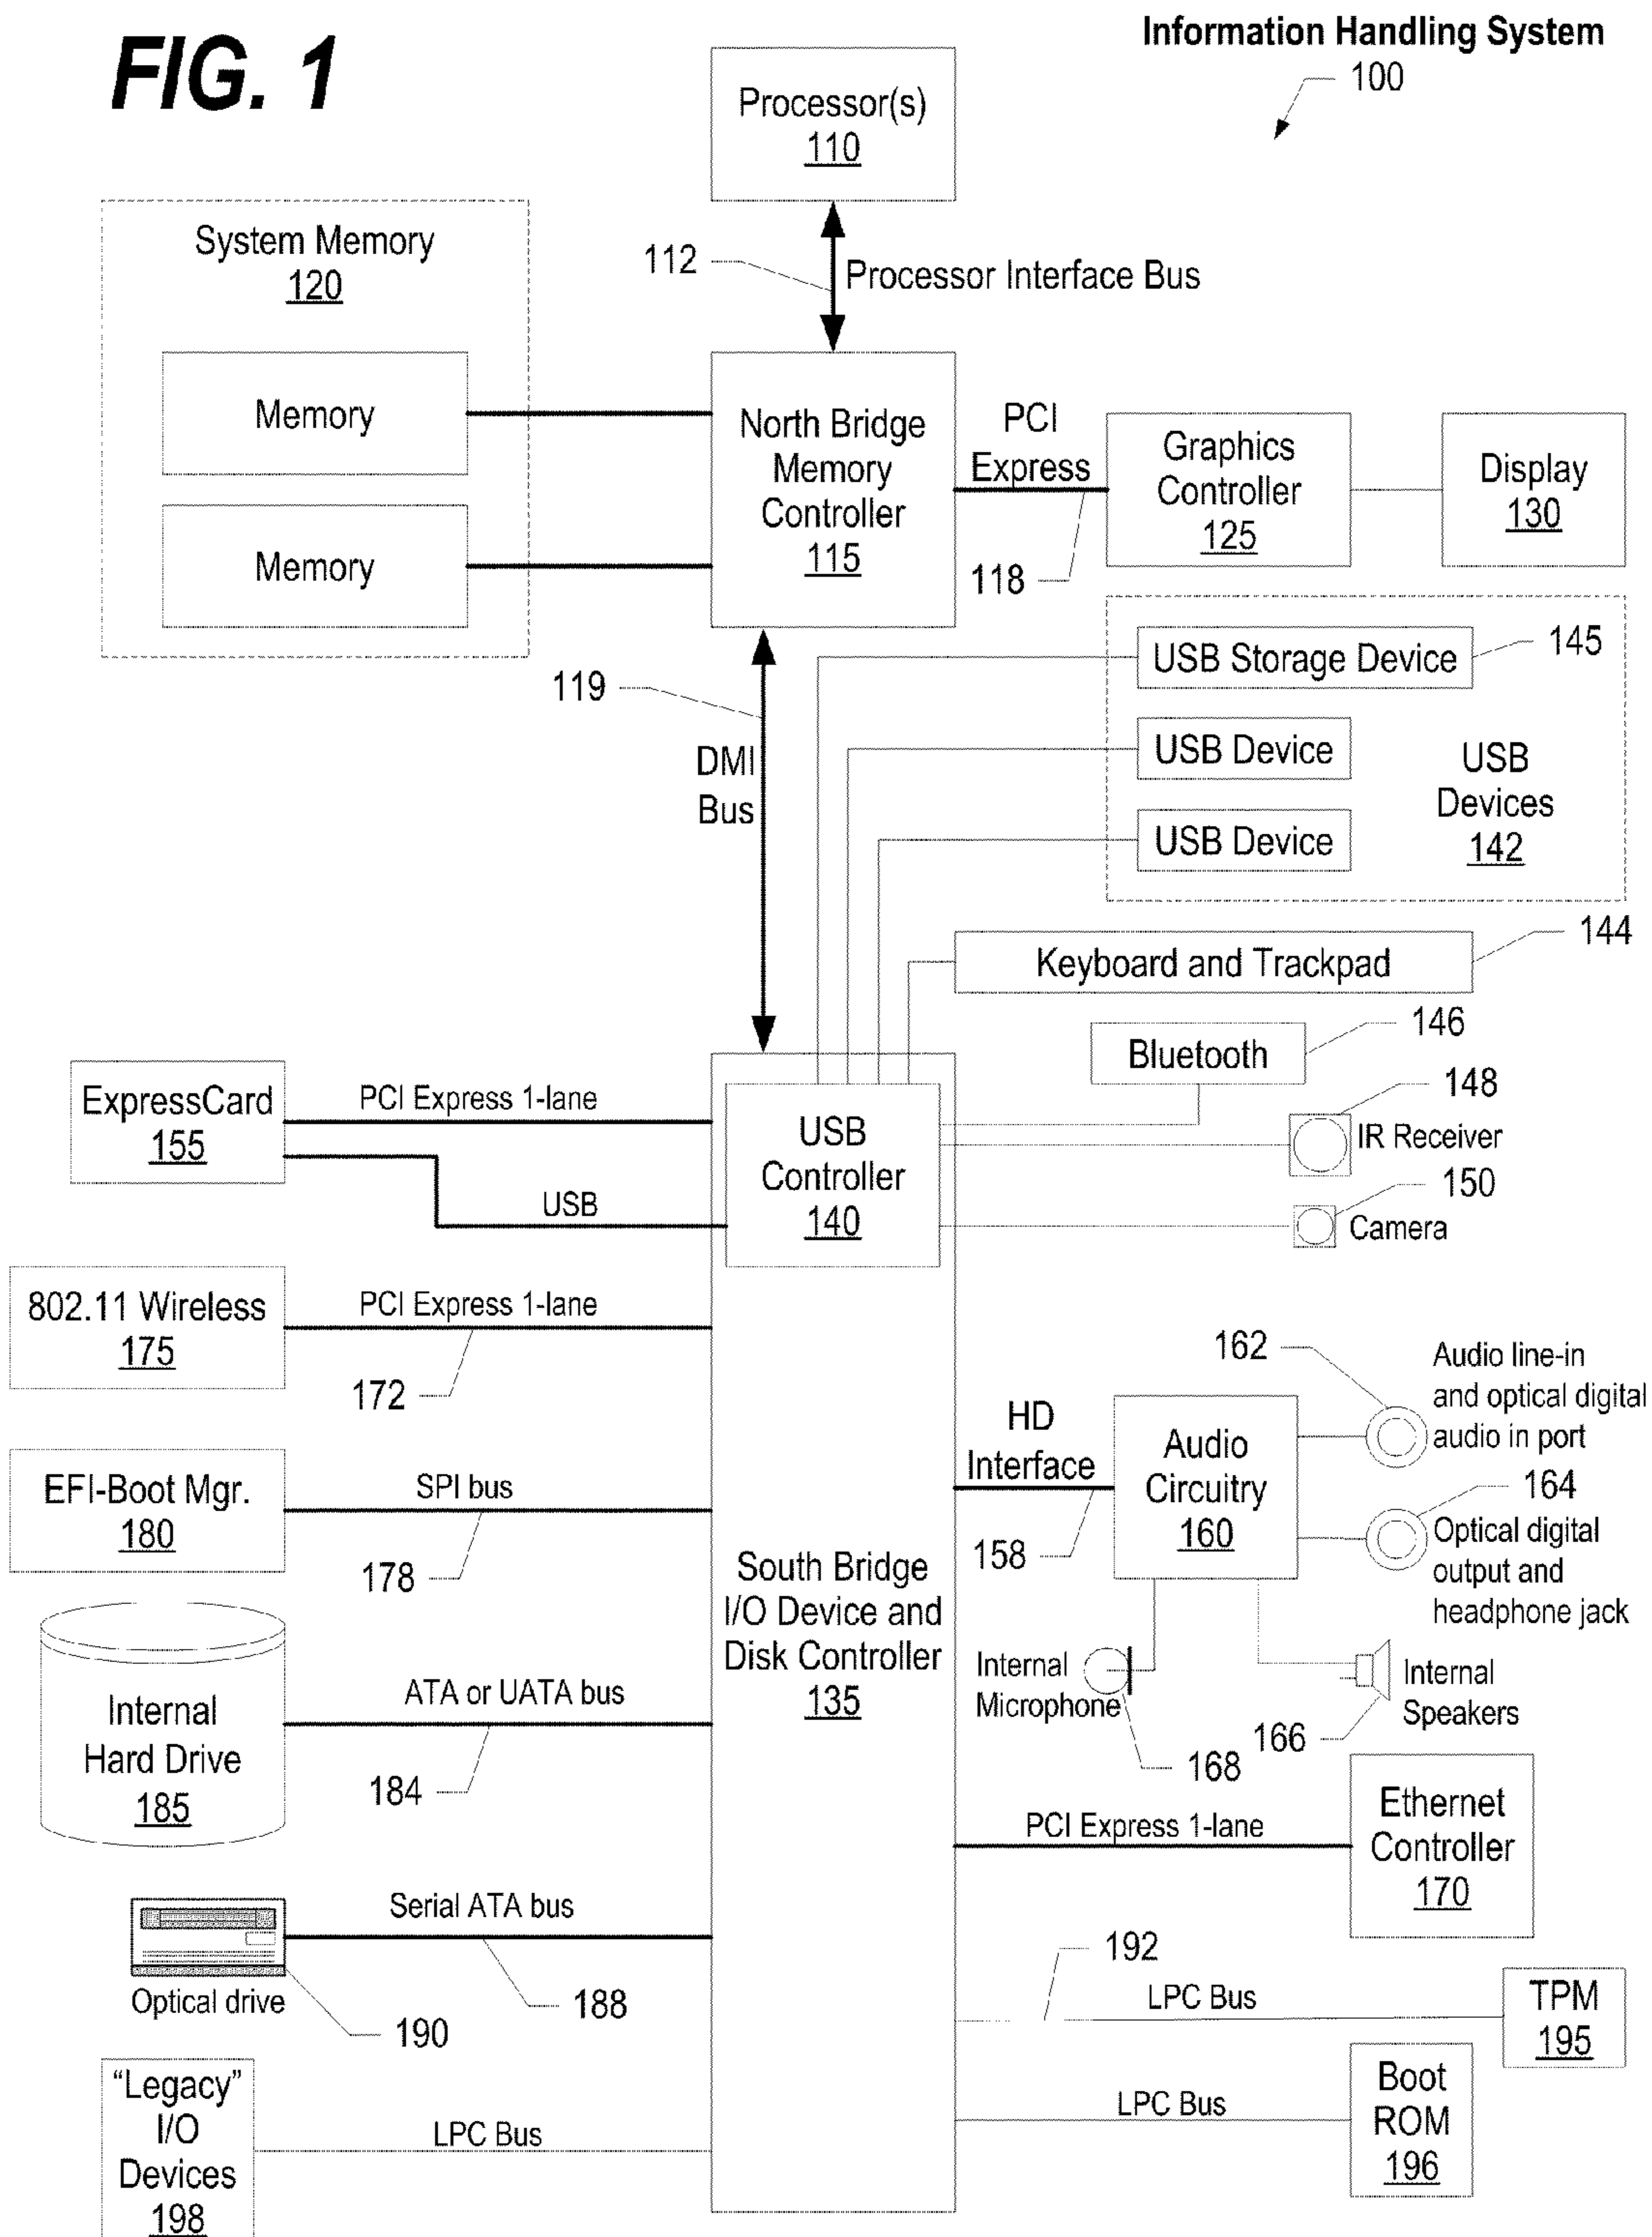 FIG. 1
Information Handling System
100
Processor(s)
110
System Memory
120
112
Processor Interface Bus
Memory
Memory
North Bridge
Memory
Controller
115
PCI
Express
118
Graphics
Controller
125
Display
130
119
DMI
Bus
USB Storage Device
145
USB Device
USB Device
USB
Devices
142
144
Keyboard and Trackpad
146
Bluetooth
148
IR Receiver
150
Camera
ExpressCard
155
PCI Express 1-lane
USB
USB
Controller
140
802.11 Wireless
175
PCI Express 1-lane
172
162
Audio line-in
and optical digital
audio in port
HD
Interface
158
Audio
Circuitry
160
164
Optical digital
output and
headphone jack
EFI-Boot Mgr.
180
SPI bus
178
South Bridge
I/O Device and
Disk Controller
135
Internal
Microphone
168
Internal
Speakers
166
Internal
Hard Drive
185
ATA or UATA bus
184
PCI Express 1-lane
Ethernet
Controller
170
Serial ATA bus
188
Optical drive
190
192
LPC Bus
TPM
195
"Legacy"
I/O
Devices
198
LPC Bus
LPC Bus
Boot
ROM
196